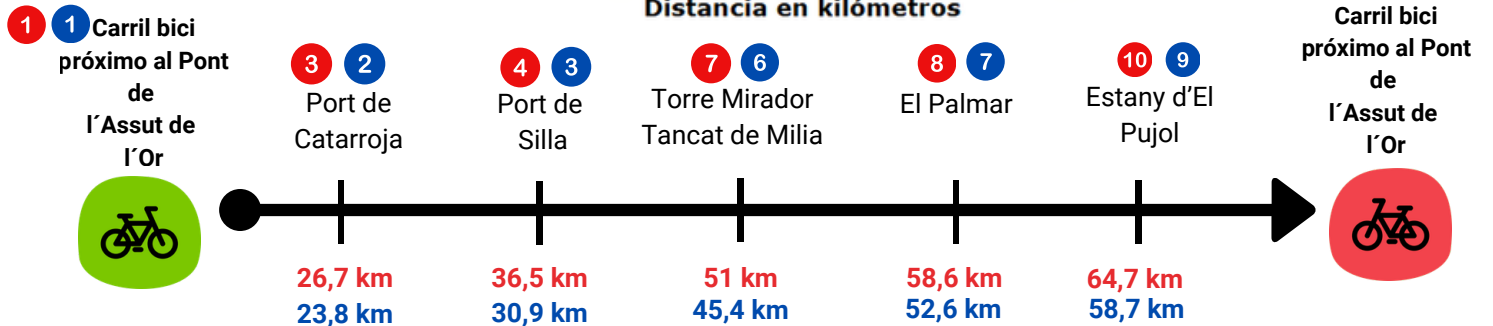 Distancia en kilómetros
1 1 Carril bici
próximo al Pont
de
l´Assut de
l´Or
3 2
Port de
Catarroja
4 3
Port de
Silla
7 6
Torre Mirador
Tancat de Milia
8 7
El Palmar
10 9
Estany d’El
Pujol
Carril bici
próximo al Pont
de
l´Assut de
l´Or
26,7 km
23,8 km
36,5 km
30,9 km
51 km
45,4 km
58,6 km
52,6 km
64,7 km
58,7 km